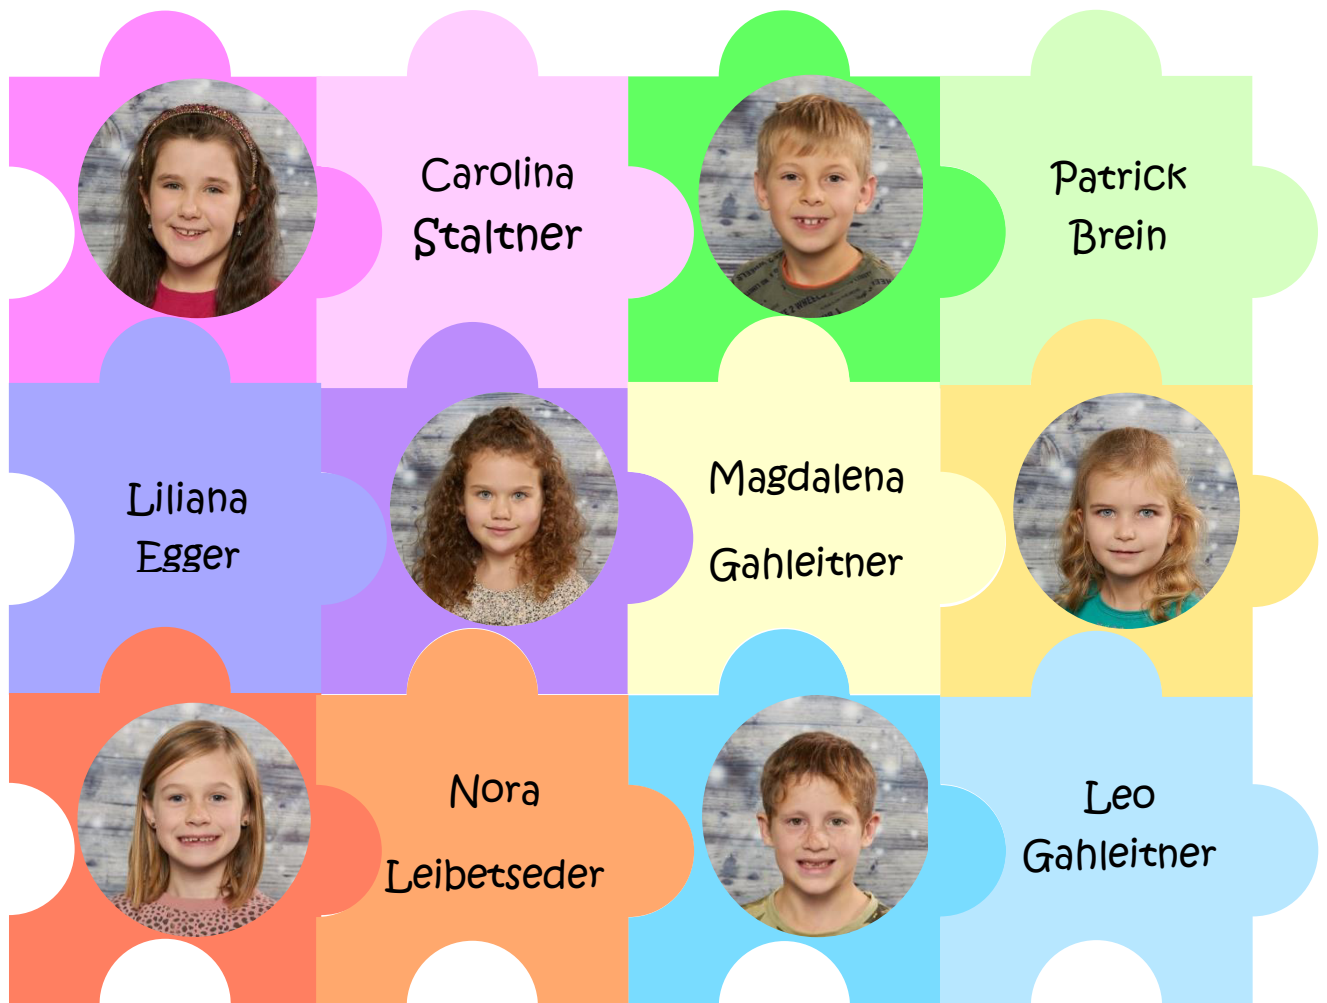 Carolina
Staltner
Patrick
Brein
Liliana
Egger
Magdalena
Gahleitner
Nora
Leibetseder
Leo
Gahleitner